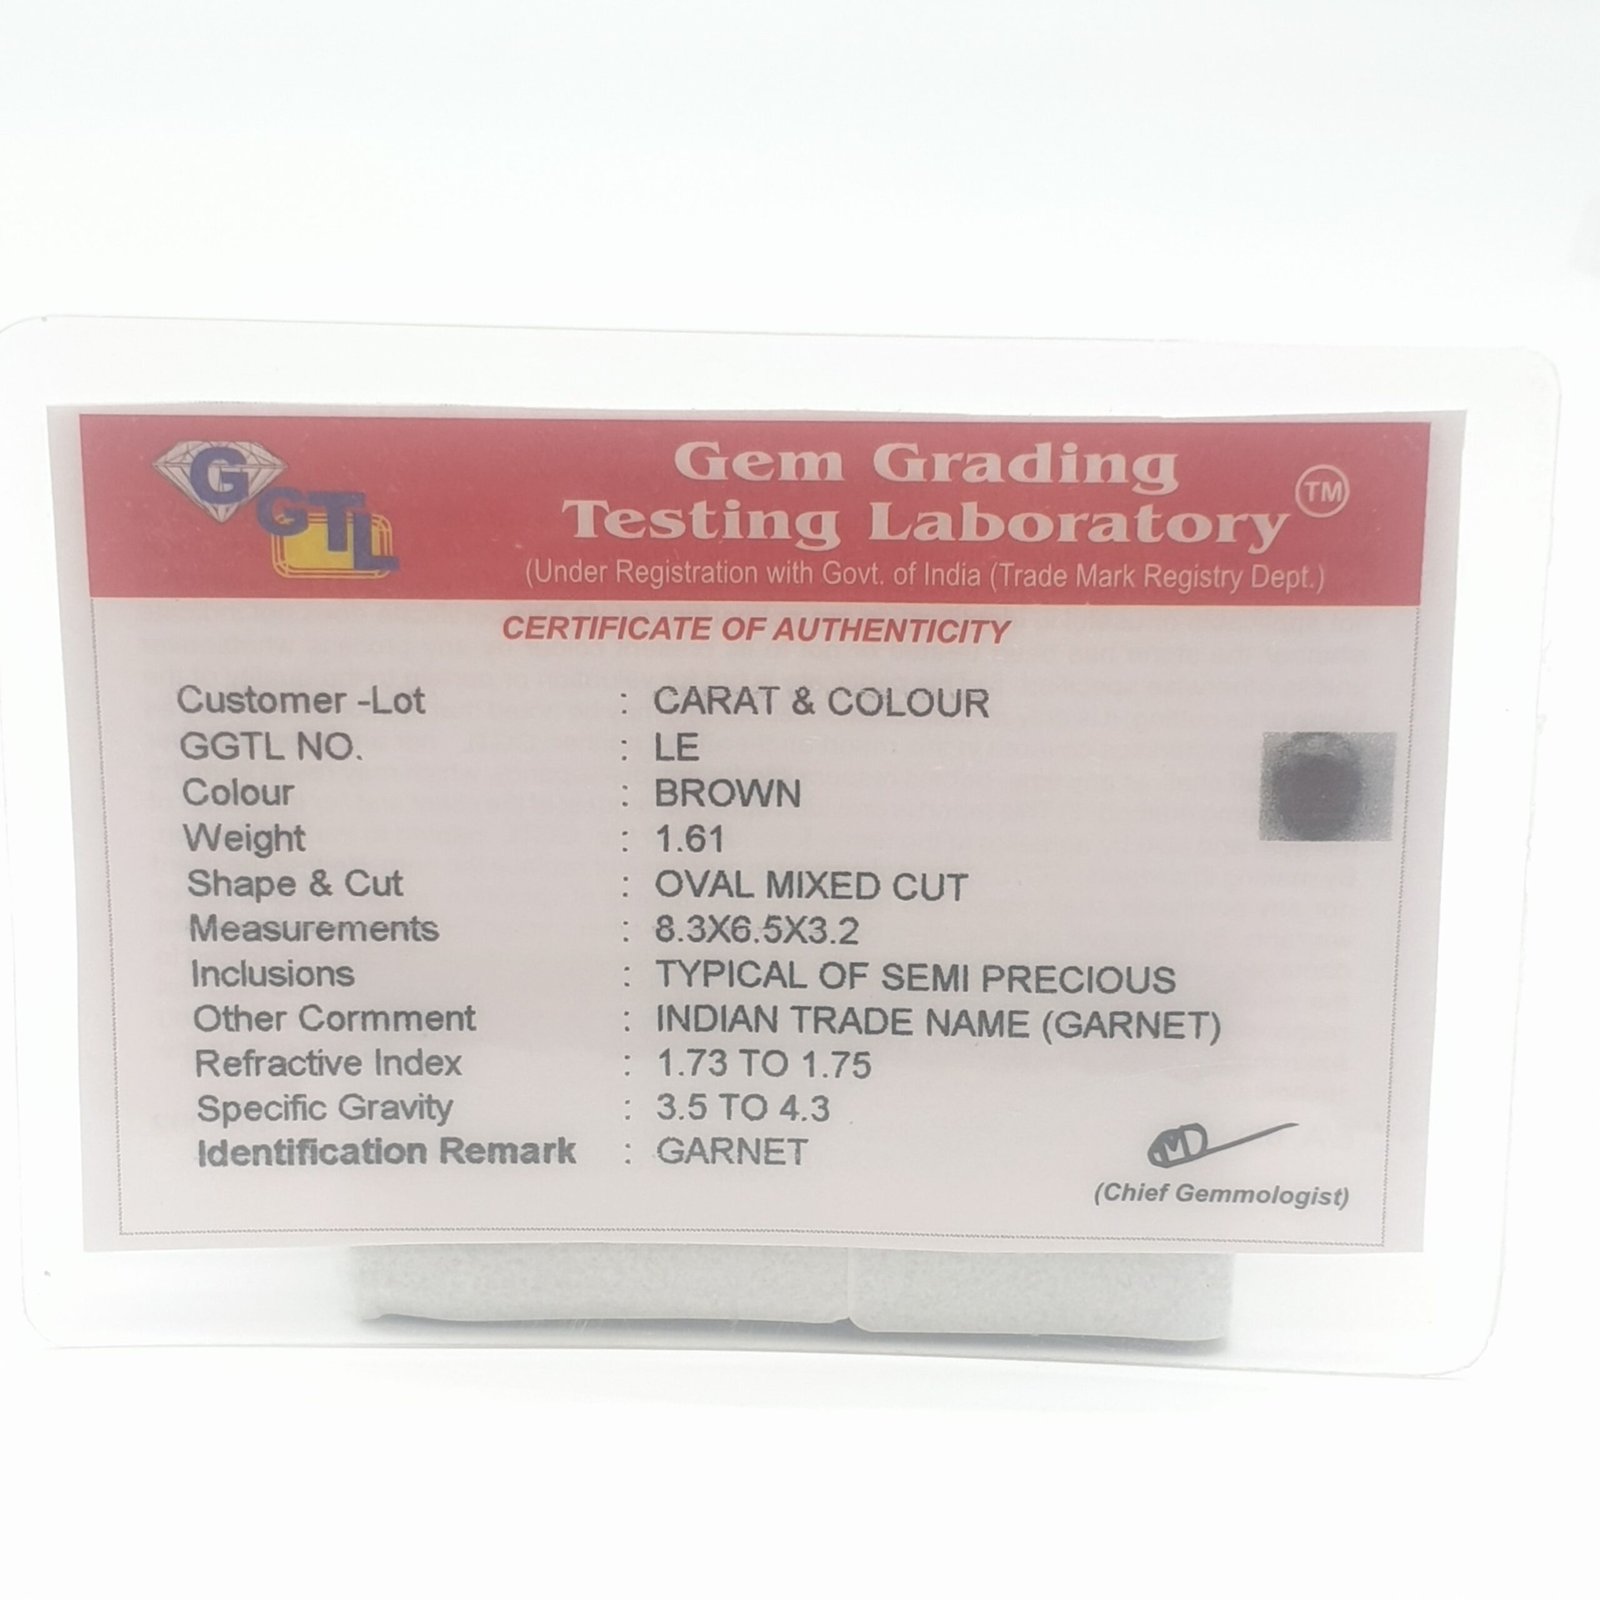 G GTL
Gem Grading
Testing Laboratory TM
(Under Registration with Govt. of India (Trade Mark Registry Dept.)
CERTIFICATE OF AUTHENTICITY
Customer -Lot : CARAT & COLOUR
GGTL NO. : LE
Colour : BROWN
Weight : 1.61
Shape & Cut : OVAL MIXED CUT
Measurements : 8.3X6.5X3.2
Inclusions : TYPICAL OF SEMI PRECIOUS
Other Cormment : INDIAN TRADE NAME (GARNET)
Refractive Index : 1.73 TO 1.75
Specific Gravity : 3.5 TO 4.3
Identification Remark : GARNET
MD
(Chief Gemmologist)